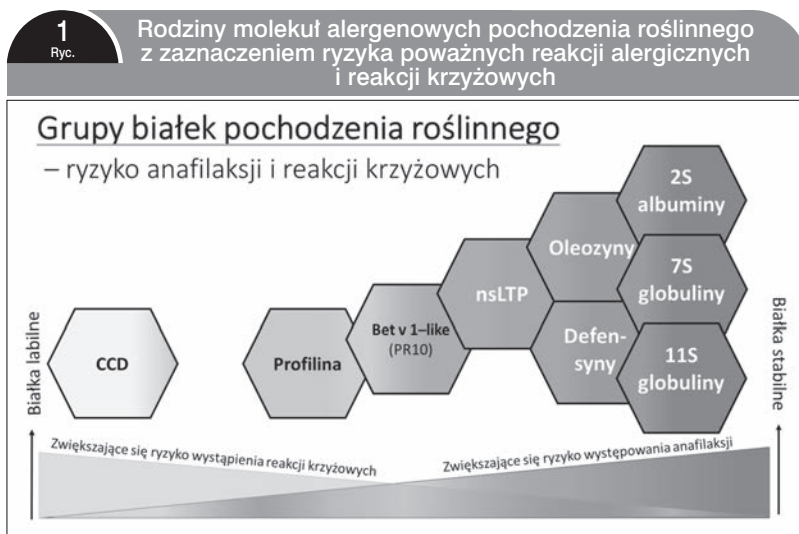 1
Ryc.
Rodziny molekuł alergenowych pochodzenia roślinnego
z zaznaczeniem ryzyka poważnych reakcji alergicznych
i reakcji krzyżowych
Grupy białek pochodzenia roślinnego
– ryzyko anafilaksji i reakcji krzyżowych
Białka labilne
CCD
Profilina
Bet v 1–like
(PR10)
nsLTP
Oleozyny
Defen-
syny
2S
albuminy
7S
globuliny
11S
globuliny
Białka stabilne
Zwiększające się ryzyko wystąpienia reakcji krzyżowych
Zwiększające się ryzyko występowania anafilaksji